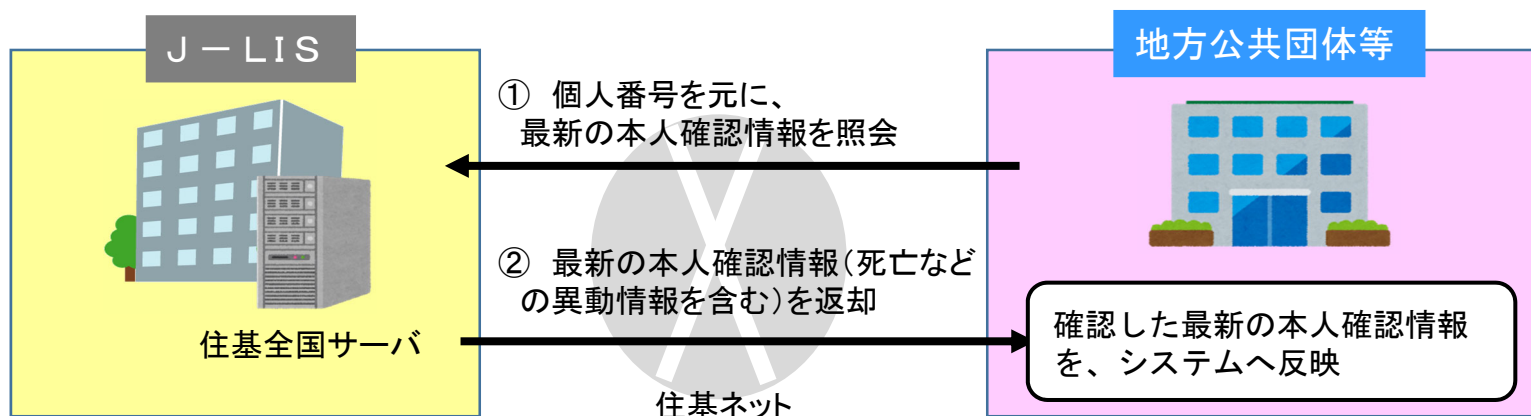 J－LIS
地方公共団体等
① 個人番号を元に、
最新の本人確認情報を照会
② 最新の本人確認情報（死亡など
の異動情報を含む）を返却
住基全国サーバ
確認した最新の本人確認情報
を、システムへ反映
住基ネット